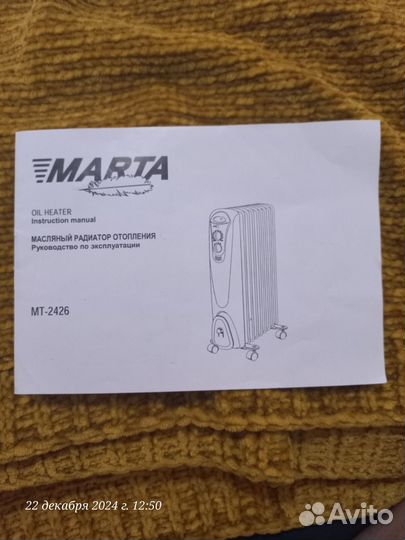 MARTA
OIL HEATER
Instruction manual
МАСЛЯНЫЙ РАДИАТОР ОТОПЛЕНИЯ
Руководство по эксплуатации
MT-2426
22 декабря 2024 г. 12:50
Avito